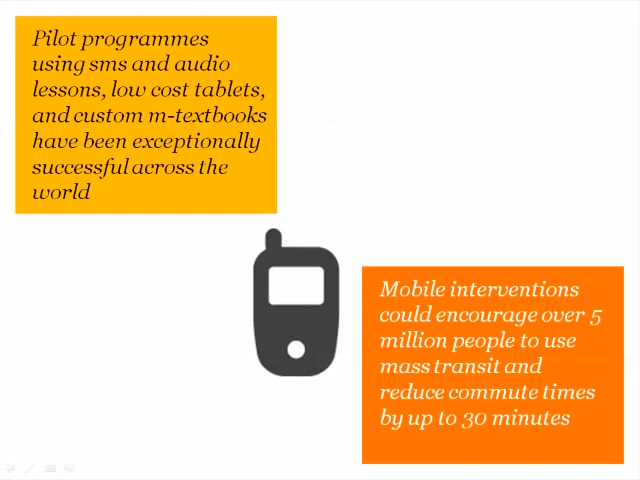 Pilot programmes
using sms and audio
lessons, low cost tablets,
and custom m-textbooks
have been exceptionally
successful across the
world
Mobile interventions
could encourage over 5
million people to use
mass transit and
reduce commute times
by up to 30 minutes